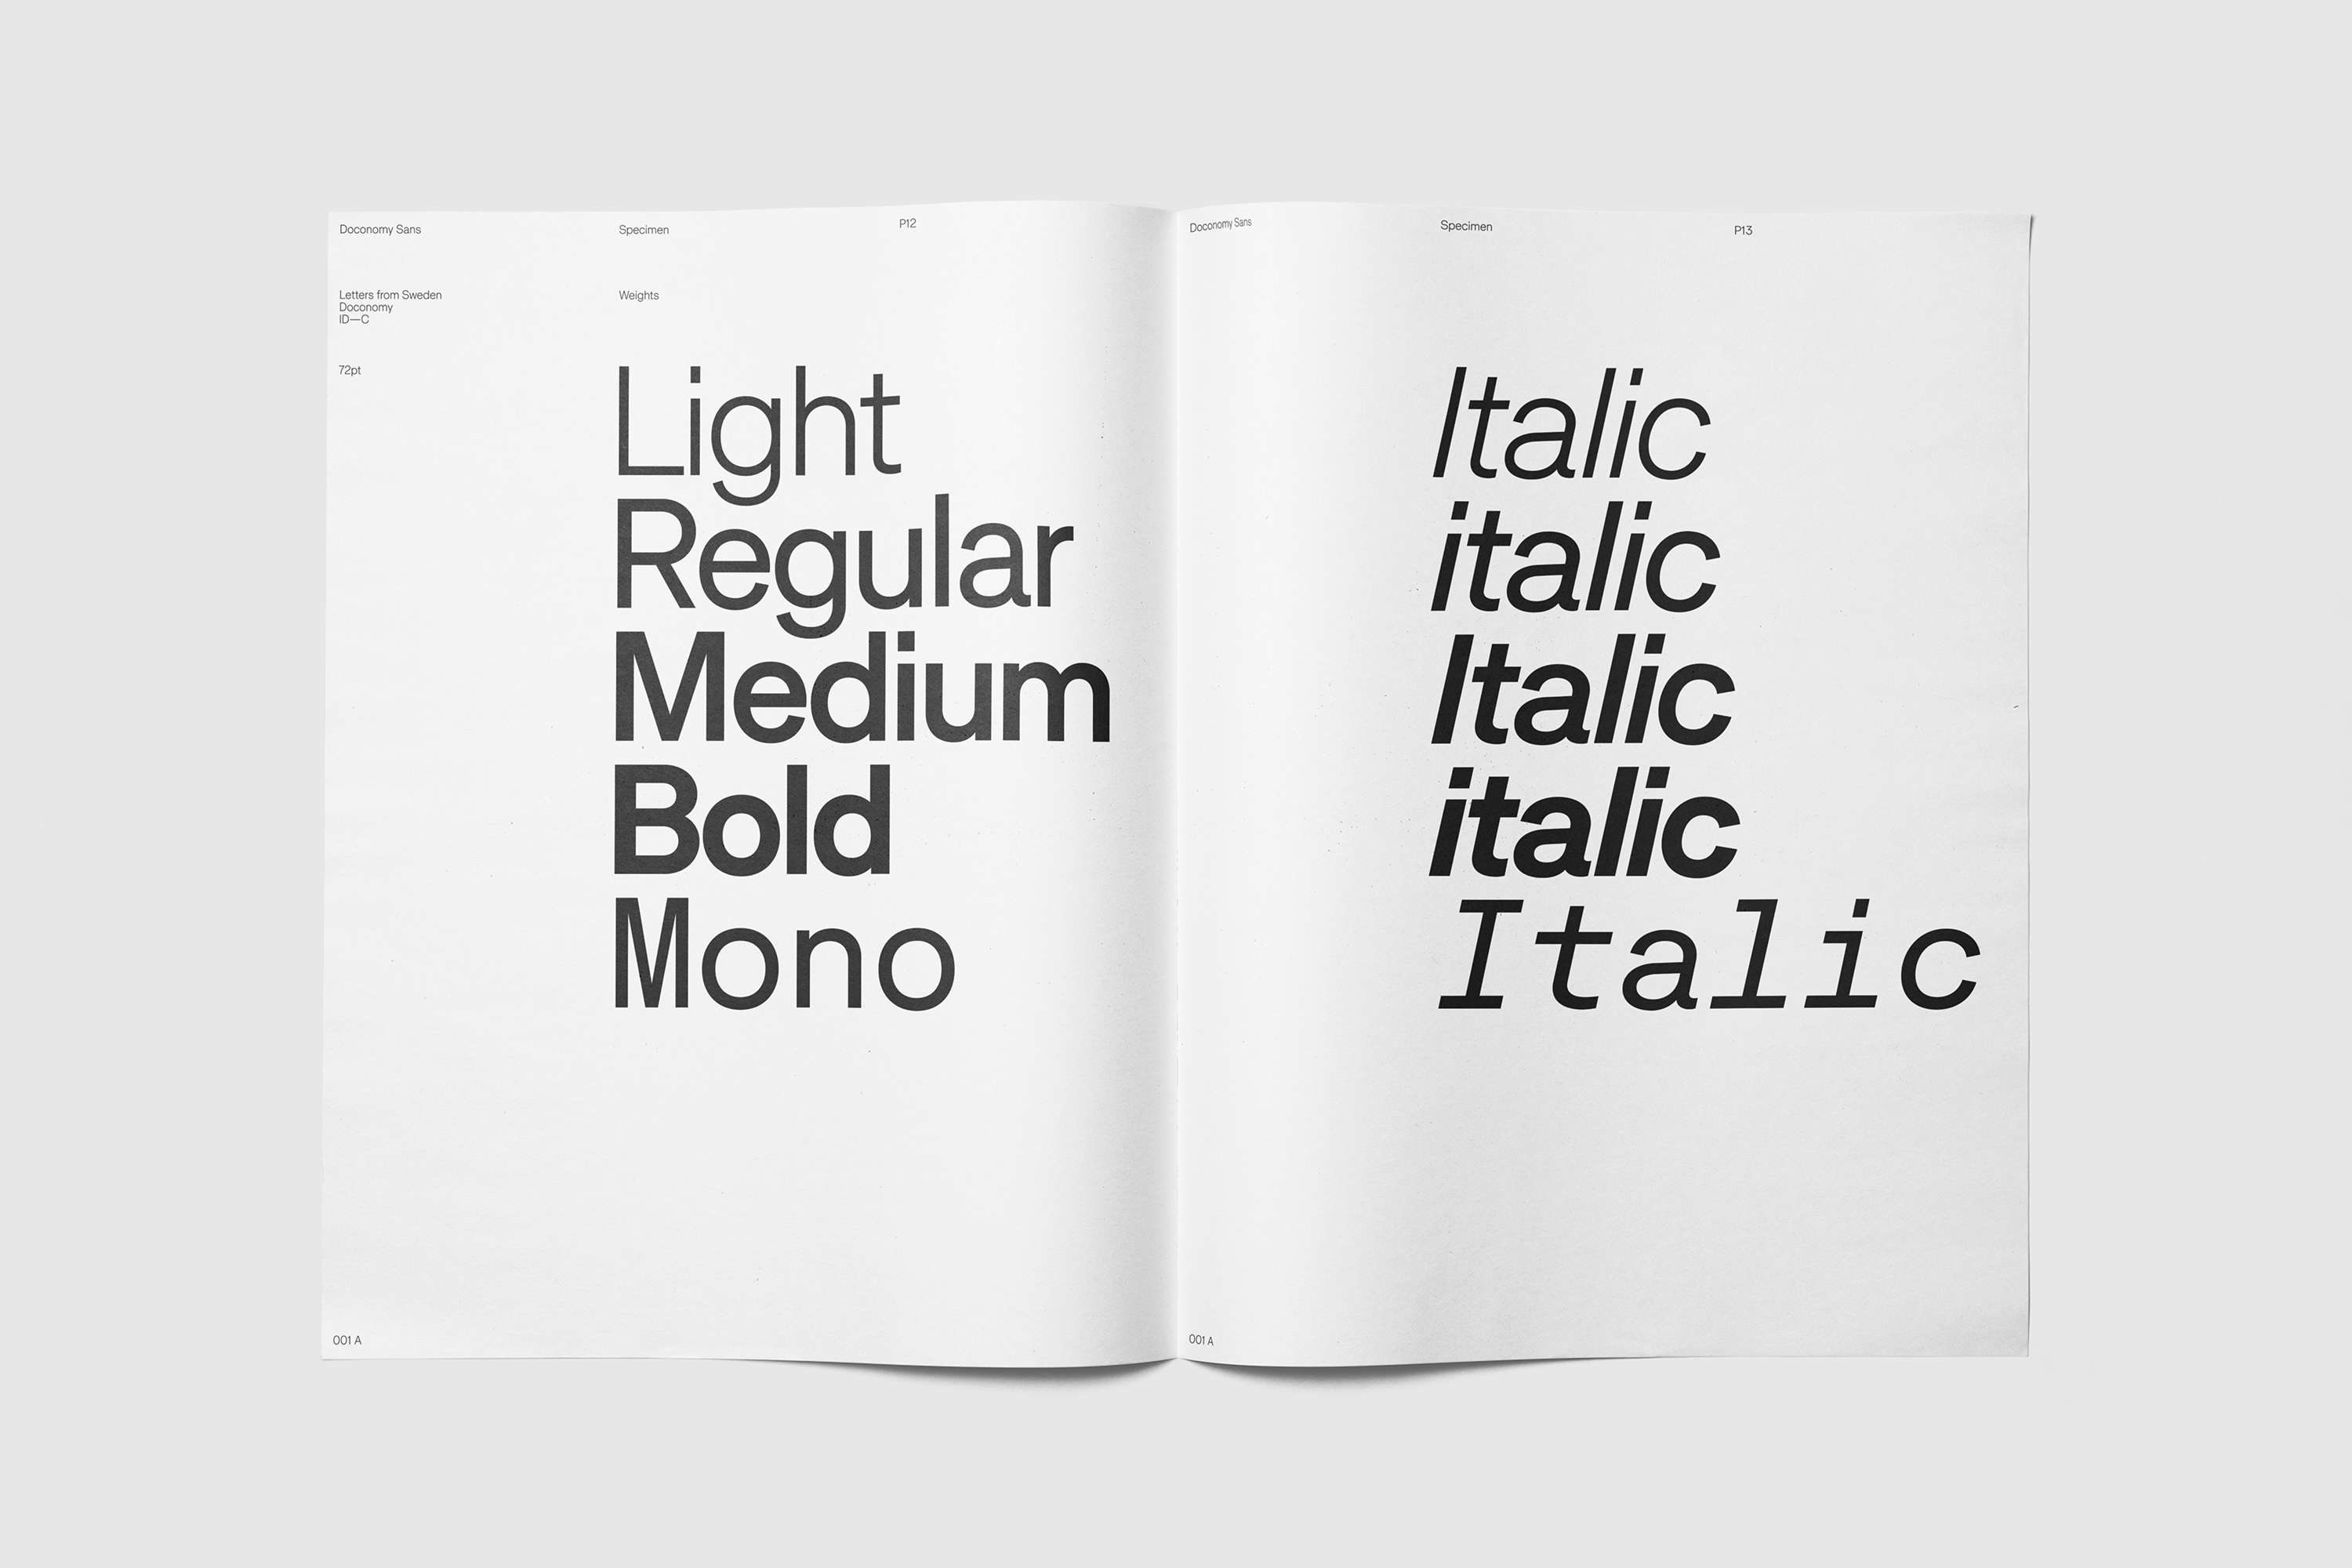 Doconomy Sans
Specimen
P12
Letters from Sweden
Doconomy
ID—C
Weights
72pt
Light
Regular
Medium
Bold
Mono
001 A
Doconomy Sans
Specimen
P13
Italic
italic
Italic
italic
Italic
001 A